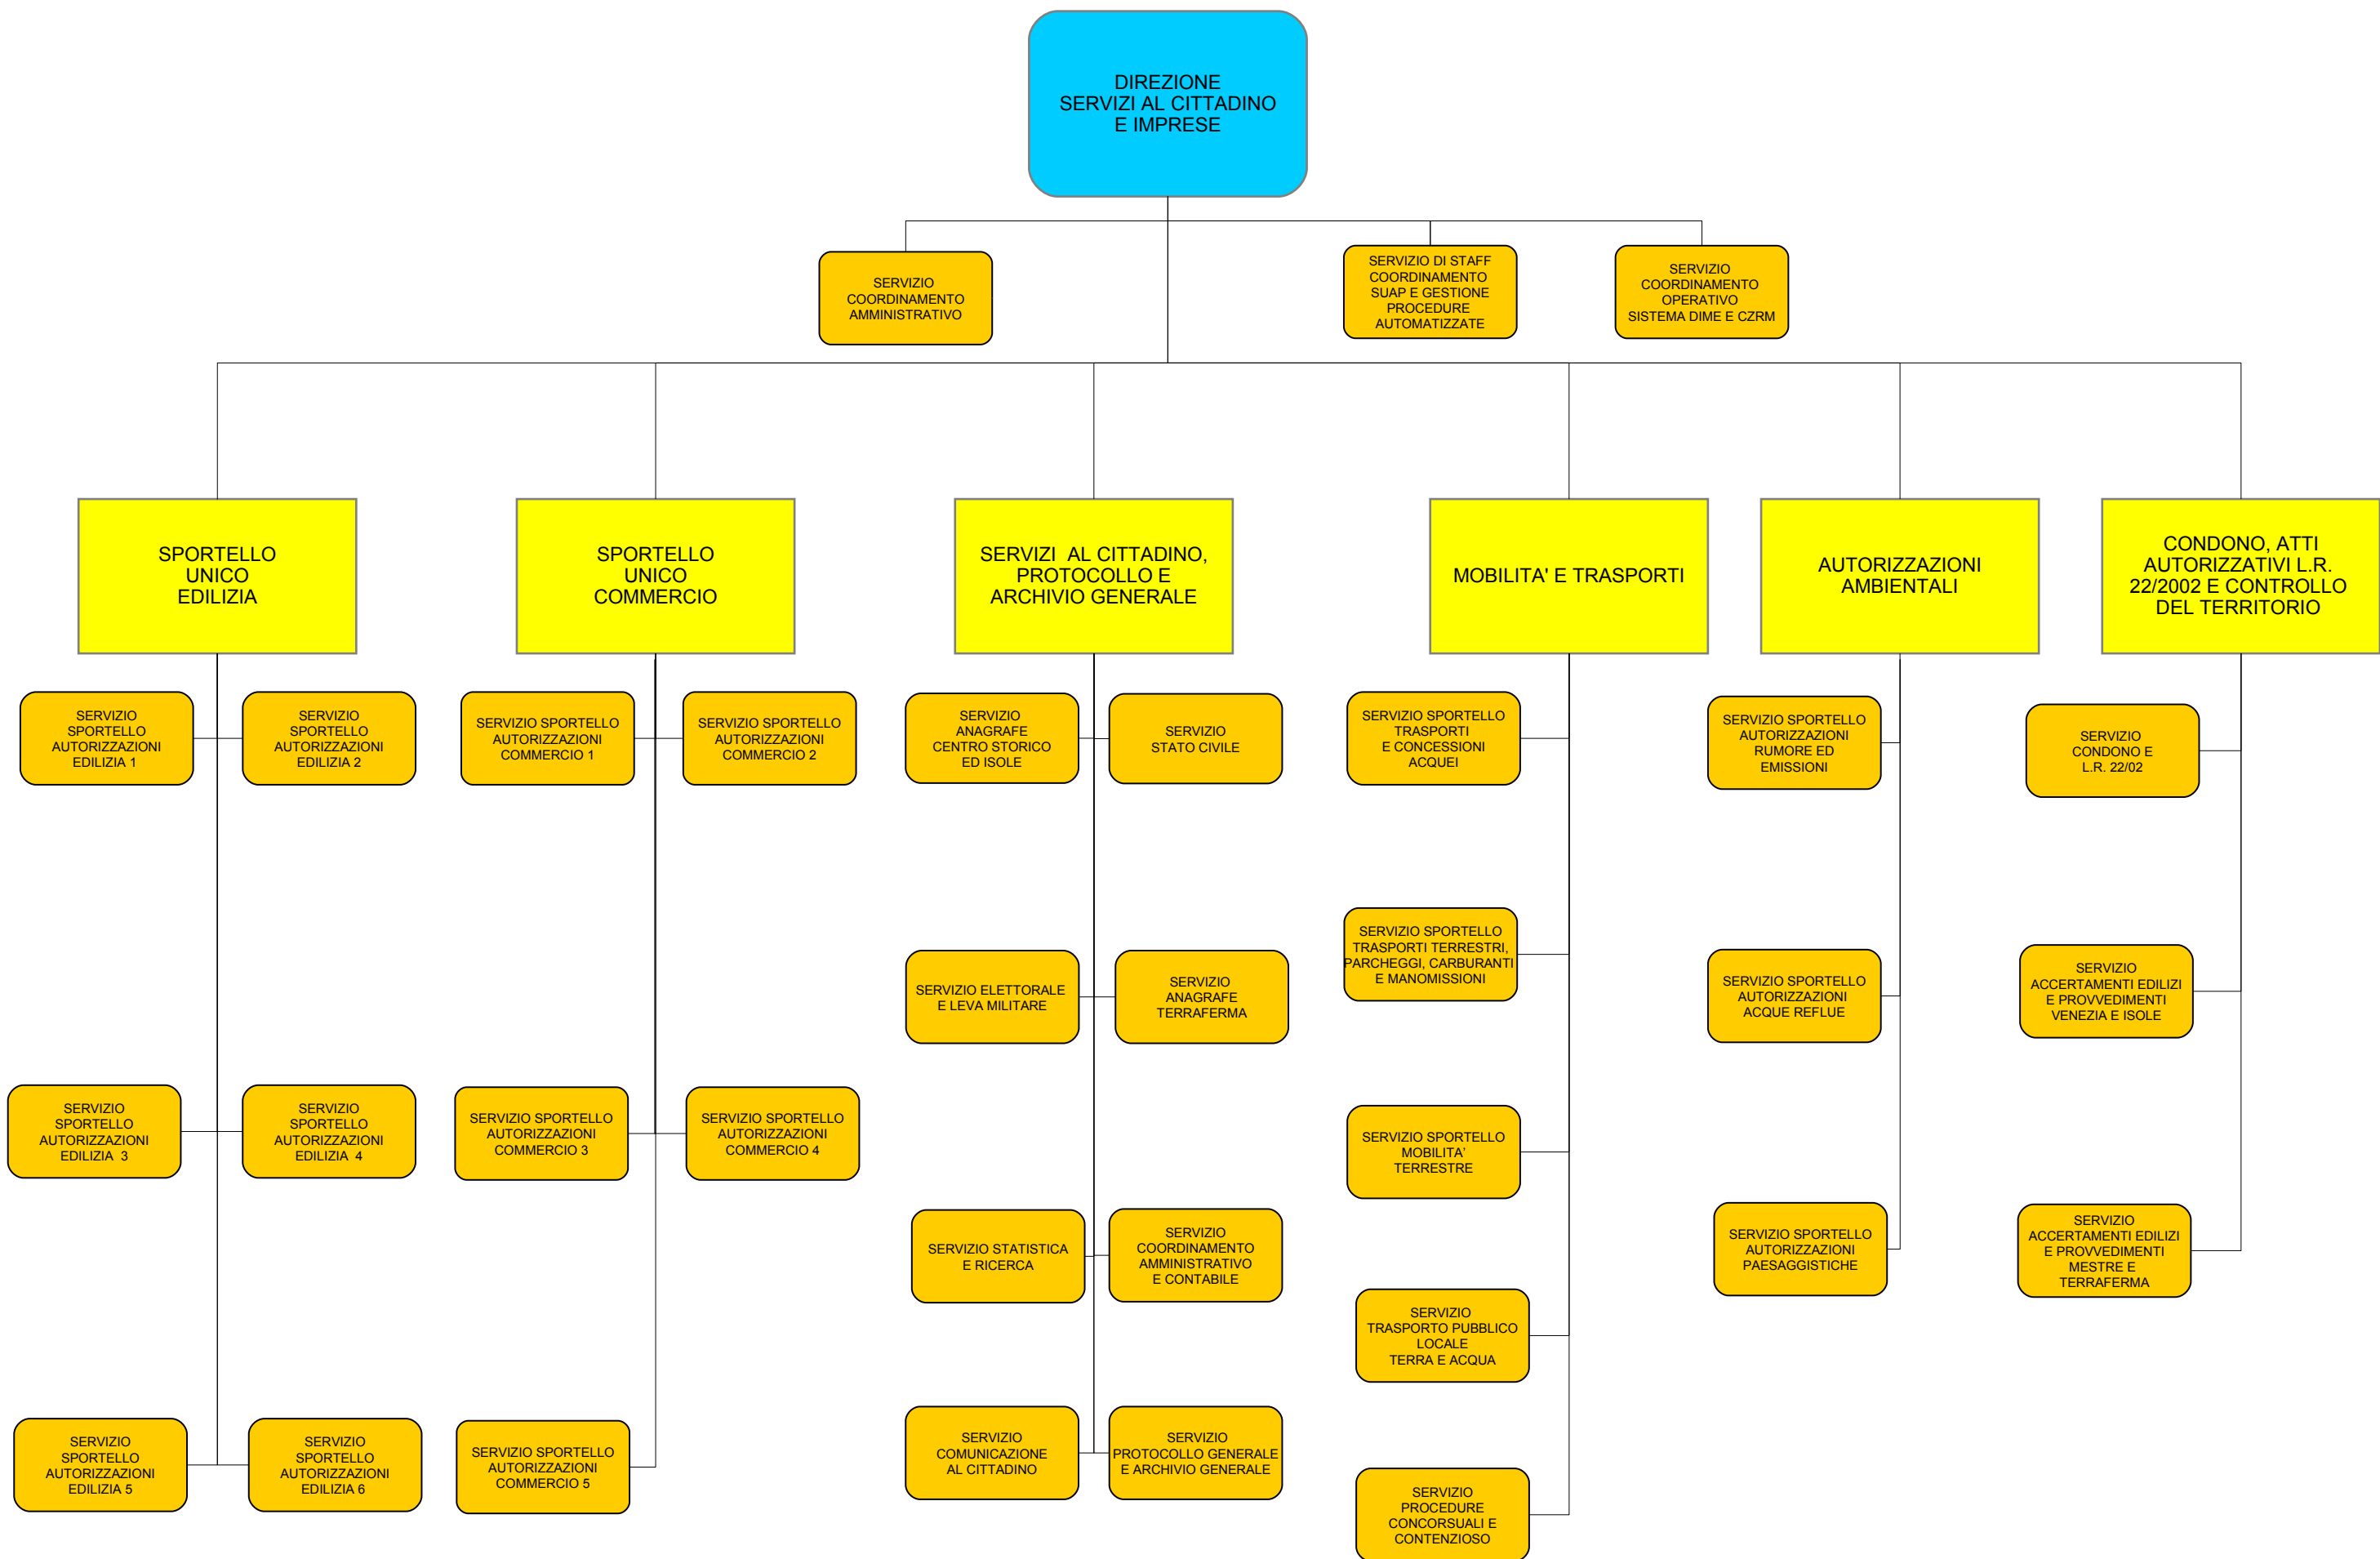 DIREZIONE
SERVIZI AL CITTADINO
E IMPRESE
SERVIZIO
COORDINAMENTO
AMMINISTRATIVO
SERVIZIO DI STAFF
COORDINAMENTO
SUAP E GESTIONE
PROCEDURE
AUTOMATIZZATE
SERVIZIO
COORDINAMENTO
OPERATIVO
SISTEMA DIME E CZRM
SPORTELLO
UNICO
EDILIZIA
SPORTELLO
UNICO
COMMERCIO
SERVIZI AL CITTADINO,
PROTOCOLLO E
ARCHIVIO GENERALE
MOBILITA' E TRASPORTI
AUTORIZZAZIONI
AMBIENTALI
CONDONO, ATTI
AUTORIZZATIVI L.R.
22/2002 E CONTROLLO
DEL TERRITORIO
SERVIZIO
SPORTELLO
AUTORIZZAZIONI
EDILIZIA 1
SERVIZIO
SPORTELLO
AUTORIZZAZIONI
EDILIZIA 2
SERVIZIO SPORTELLO
AUTORIZZAZIONI
COMMERCIO 1
SERVIZIO SPORTELLO
AUTORIZZAZIONI
COMMERCIO 2
SERVIZIO
ANAGRAFE
CENTRO STORICO
ED ISOLE
SERVIZIO
STATO CIVILE
SERVIZIO SPORTELLO
TRASPORTI
E CONCESSIONI
ACQUEI
SERVIZIO SPORTELLO
AUTORIZZAZIONI
RUMORE ED
EMISSIONI
SERVIZIO
CONDONO E
L.R. 22/02
SERVIZIO ELETTORALE
E LEVA MILITARE
SERVIZIO
ANAGRAFE
TERRAFERMA
SERVIZIO SPORTELLO
TRASPORTI TERRESTRI,
PARCHEGGI, CARBURANTI
E MANOMISSIONI
SERVIZIO SPORTELLO
AUTORIZZAZIONI
ACQUE REFLUE
SERVIZIO
ACCERTAMENTI EDILIZI
E PROVVEDIMENTI
VENEZIA E ISOLE
SERVIZIO
SPORTELLO
AUTORIZZAZIONI
EDILIZIA 3
SERVIZIO
SPORTELLO
AUTORIZZAZIONI
EDILIZIA 4
SERVIZIO SPORTELLO
AUTORIZZAZIONI
COMMERCIO 3
SERVIZIO SPORTELLO
AUTORIZZAZIONI
COMMERCIO 4
SERVIZIO STATISTICA
E RICERCA
SERVIZIO
COORDINAMENTO
AMMINISTRATIVO
E CONTABILE
SERVIZIO SPORTELLO
MOBILITA'
TERRESTRE
SERVIZIO SPORTELLO
AUTORIZZAZIONI
PAESAGGISTICHE
SERVIZIO
ACCERTAMENTI EDILIZI
E PROVVEDIMENTI
MESTRE E
TERRAFERMA
SERVIZIO
TRASPORTO PUBBLICO
LOCALE
TERRA E ACQUA
SERVIZIO
SPORTELLO
AUTORIZZAZIONI
EDILIZIA 5
SERVIZIO
SPORTELLO
AUTORIZZAZIONI
EDILIZIA 6
SERVIZIO SPORTELLO
AUTORIZZAZIONI
COMMERCIO 5
SERVIZIO
COMUNICAZIONE
AL CITTADINO
SERVIZIO
PROTOCOLLO GENERALE
E ARCHIVIO GENERALE
SERVIZIO
PROCEDURE
CONCORSUALI E
CONTENZIOSO